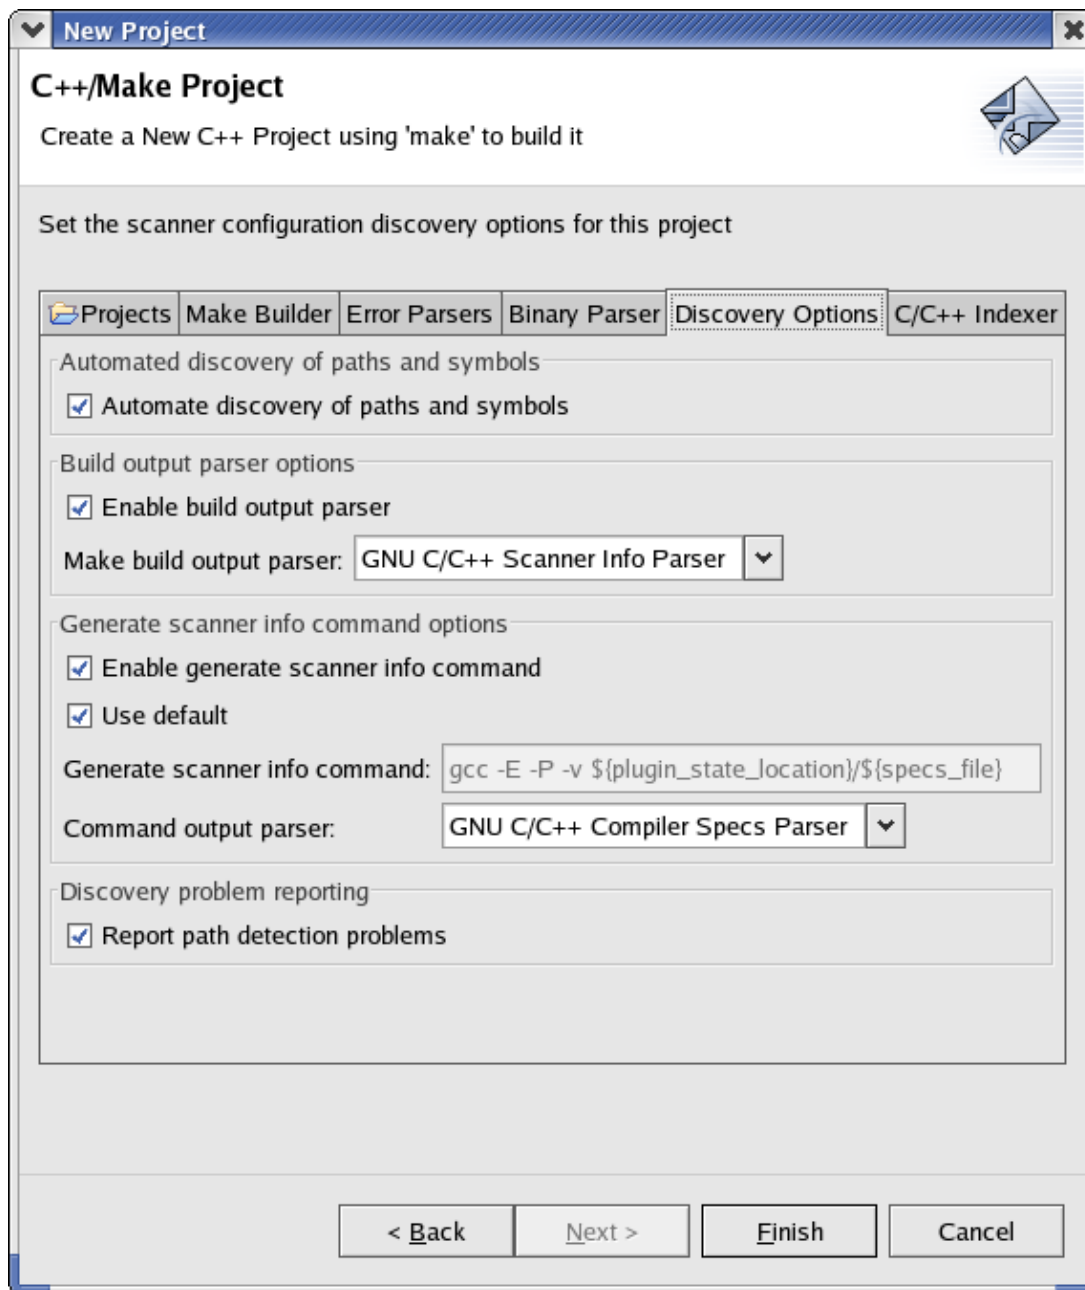 New Project
C++/Make Project
Create a New C++ Project using 'make' to build it
Set the scanner configuration discovery options for this project
Projects Make Builder Error Parsers Binary Parser Discovery Options C/C++ Indexer
Automated discovery of paths and symbols
Automate discovery of paths and symbols
Build output parser options
Enable build output parser
Make build output parser: GNU C/C++ Scanner Info Parser
Generate scanner info command options
Enable generate scanner info command
Use default
Generate scanner info command: gcc -E -P -v ${plugin_state_location}/${specs_file}
Command output parser: GNU C/C++ Compiler Specs Parser
Discovery problem reporting
Report path detection problems
< Back Next > Finish Cancel